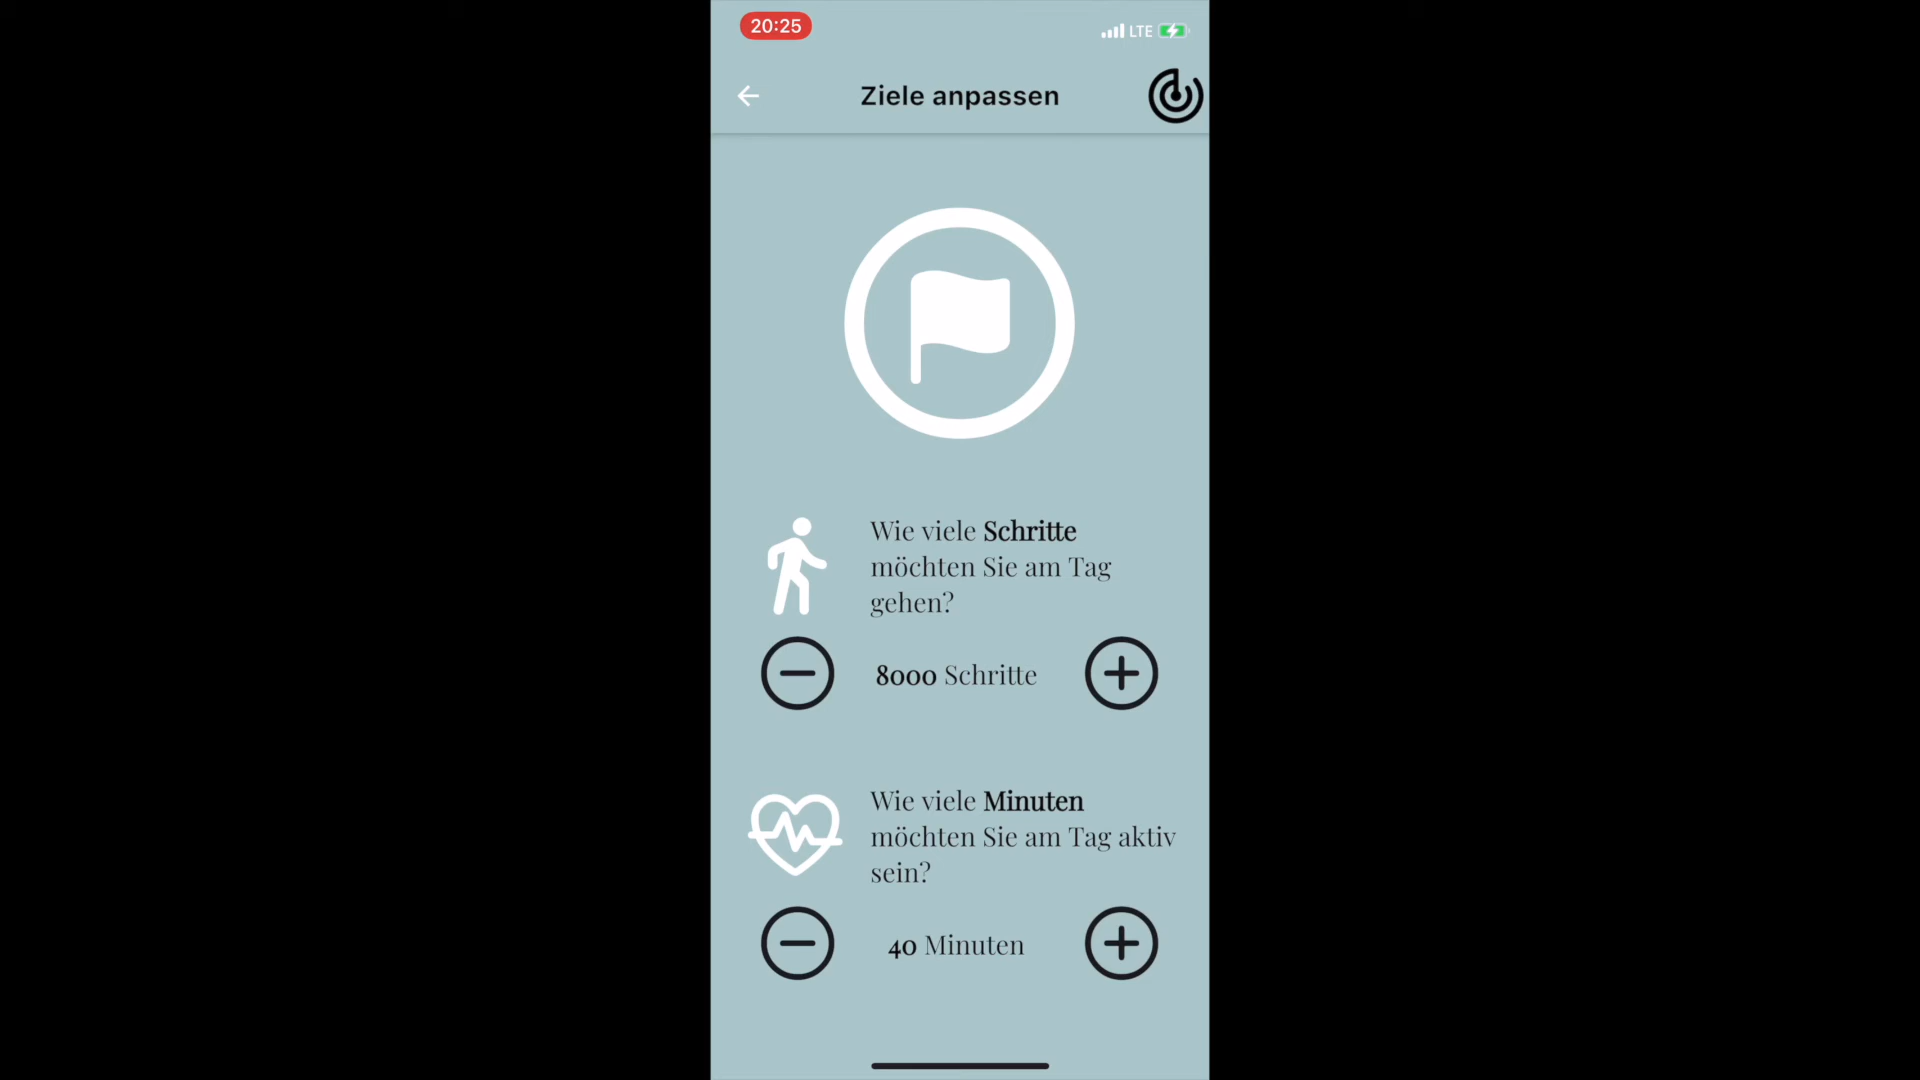 20:25
LTE
Ziele anpassen
Wie viele Schritte
möchten Sie am Tag
gehen?
8000 Schritte
Wie viele Minuten
möchten Sie am Tag aktiv
sein?
40 Minuten